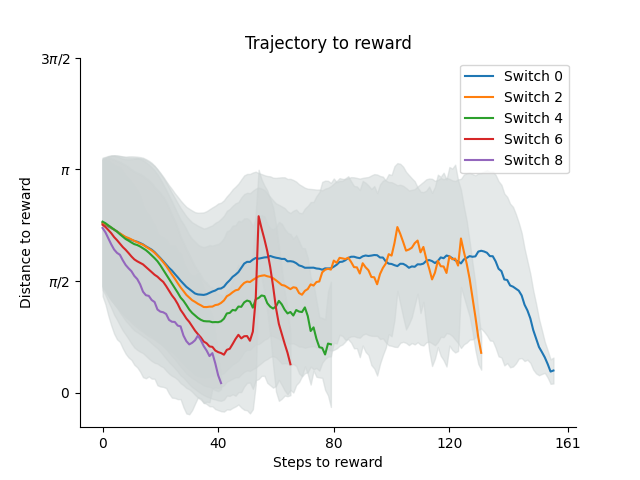 Trajectory to reward
3π/2
π
π/2
0
Distance to reward
Switch 0
Switch 2
Switch 4
Switch 6
Switch 8
0 40 80 120 161
Steps to reward